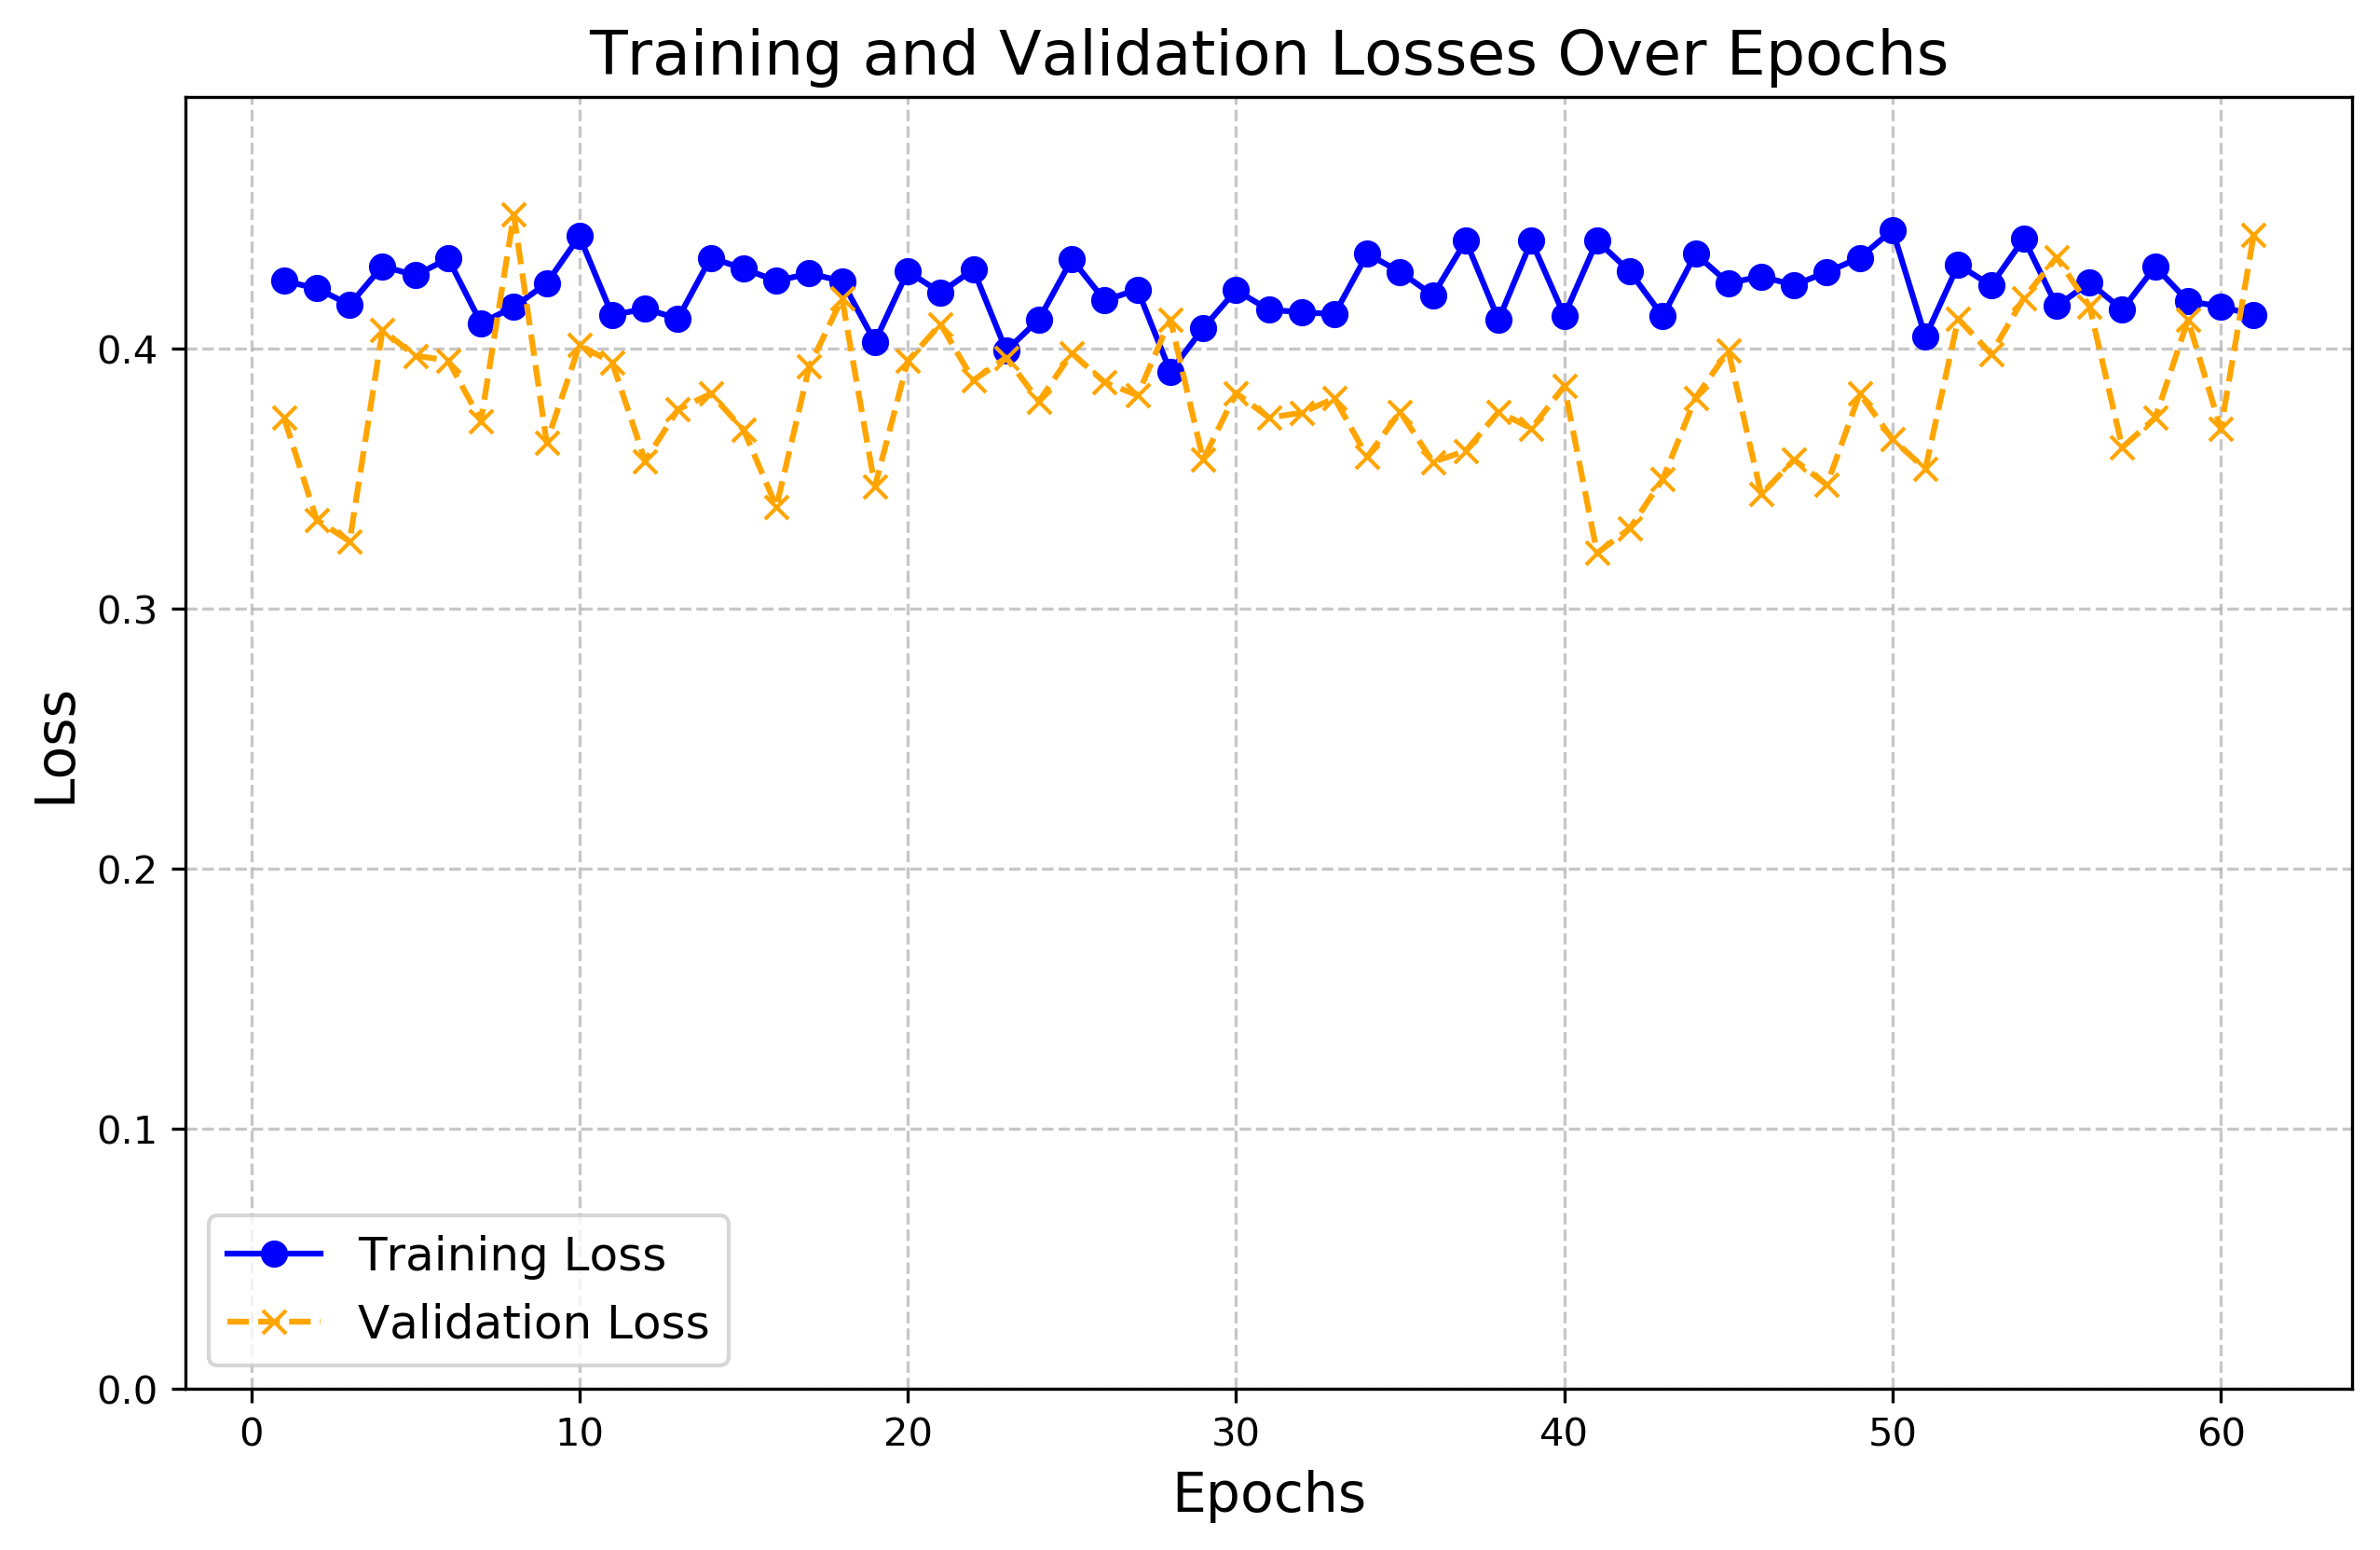 Training and Validation Losses Over Epochs
Loss
0.4
0.3
0.2
0.1
0.0
Training Loss
Validation Loss
0 10 20 30 40 50 60
Epochs